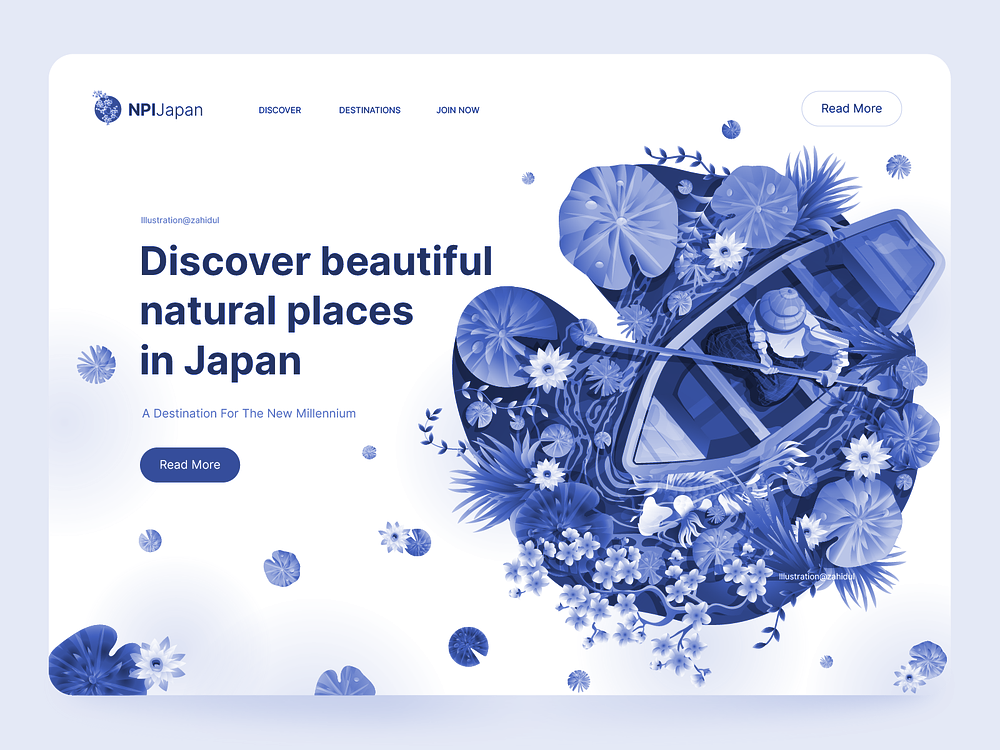 NPIJapan
DISCOVER
DESTINATIONS
JOIN NOW
Read More
Illustration@zahidul
Discover beautiful
natural places
in Japan
A Destination For The New Millennium
Read More
Illustration@zahidul